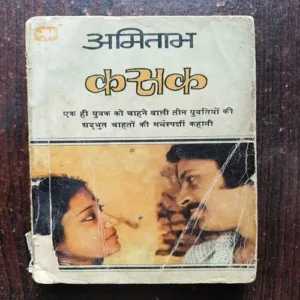 अमिताभ
कसक
एक ही युवक को चाहने वाली तीन युवतियों की
अद्भुत चाहतों की मर्मस्पर्शी कहानी